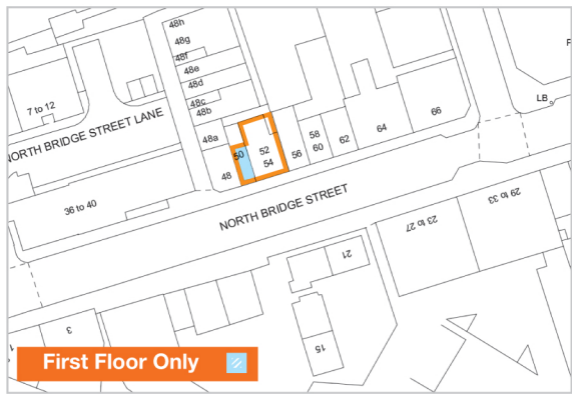 48h
48g
48f
48e
48d
48c
48b
48a
7 to 12
NORTH BRIDGE STREET LANE
LB
66
64
62
58
60
56
52
54
50
48
36 to 40
NORTH BRIDGE STREET
29 to 33
23 to 27
21
15
3
First Floor Only